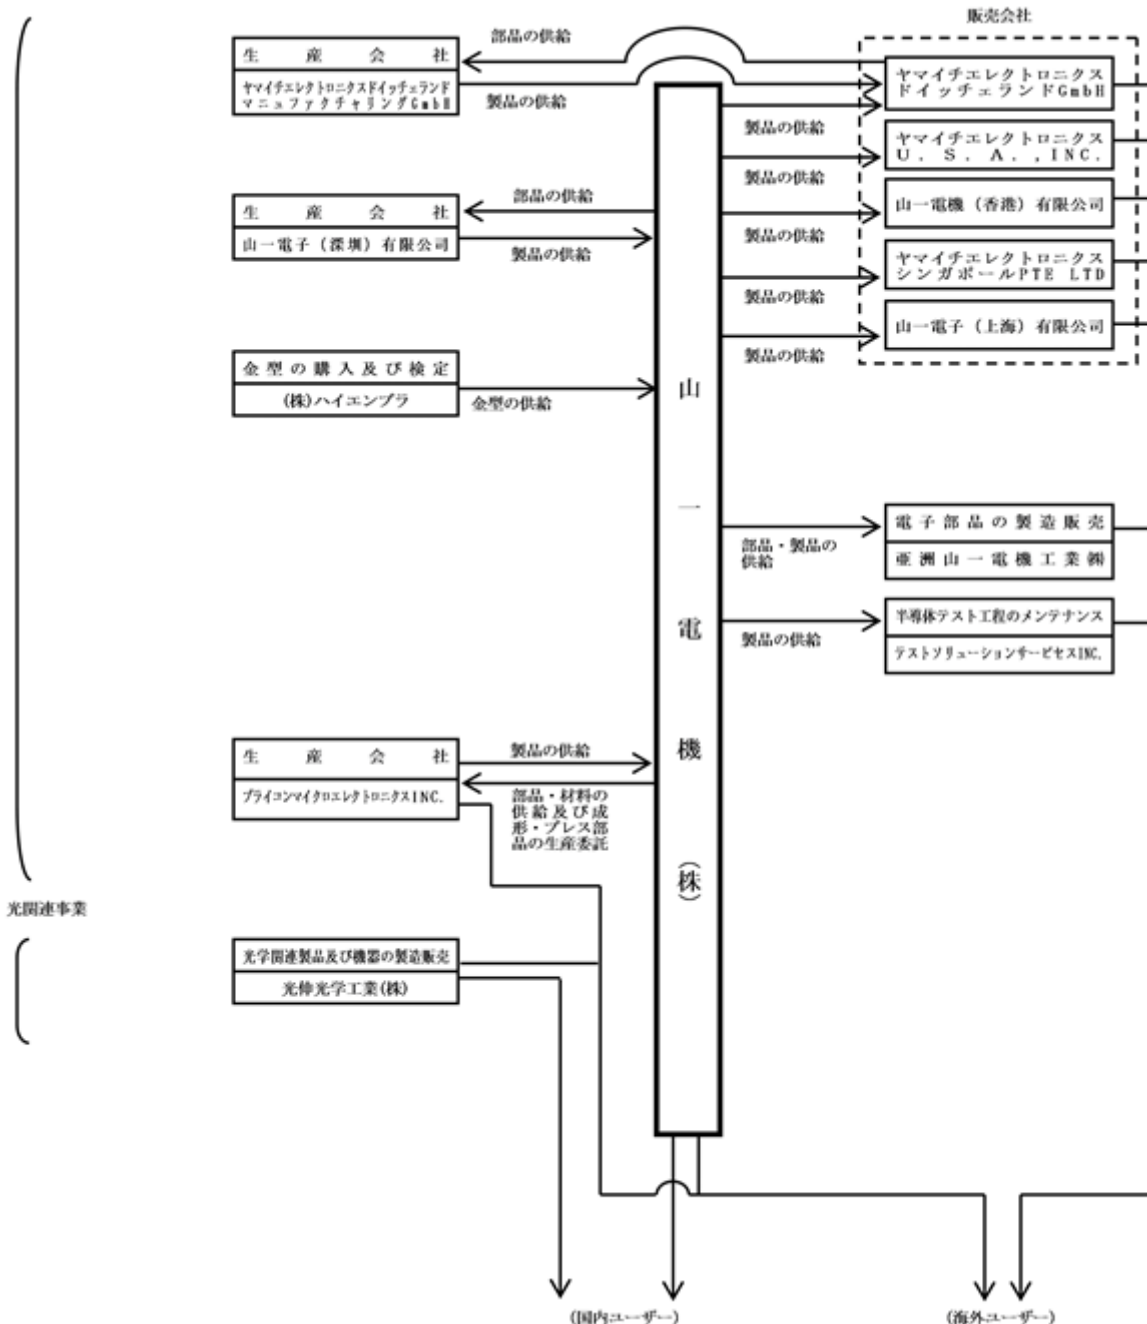 販売会社
部品の供給
生産会社
ヤマイチエレクトロニクスドイッチェランド
マニュファクチャリングGmbH
製品の供給
ヤマイチエレクトロニクス
ドイッチェランドGmbH
製品の供給
ヤマイチエレクトロニクス
U.S.A.,INC.
製品の供給
部品の供給
生産会社
山一電子(深圳)有限公司
製品の供給
山一電機(香港)有限公司
製品の供給
ヤマイチエレクトロニクス
シンガポールPTE LTD
製品の供給
山一電子(上海)有限公司
製品の供給
金型の購入及び検定
(株)ハイエンプラ
金型の供給
山一電機(株)
電子部品の製造販売
亜洲山一電機工業㈱
部品・製品の
供給
半導体テスト工程のメンテナンス
テストソリューションサービセスINC.
製品の供給
生産会社
プライコンマイクロエレクトロニクスINC.
製品の供給
部品・材料の
供給及び成
形・プレス部
品の生産委託
光関連事業
光学関連製品及び機器の製造販売
光伸光学工業(株)
(国内ユーザー)
(海外ユーザー)